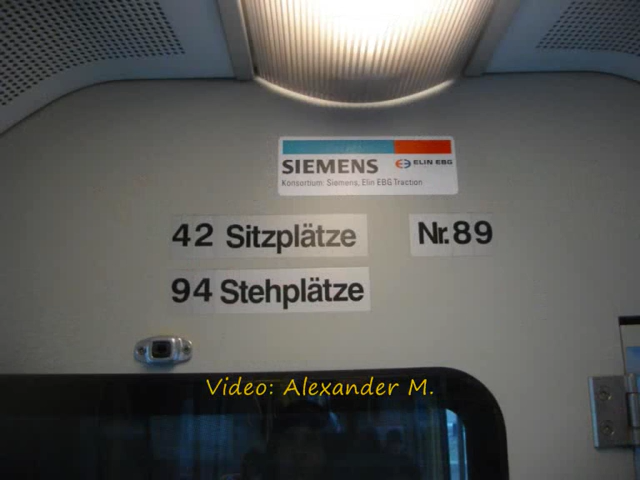 SIEMENS ELIN EBG
Konsortium: Siemens, Elin EBG Traction
42 Sitzplätze Nr. 89
94 Stehplätze
Video: Alexander M.